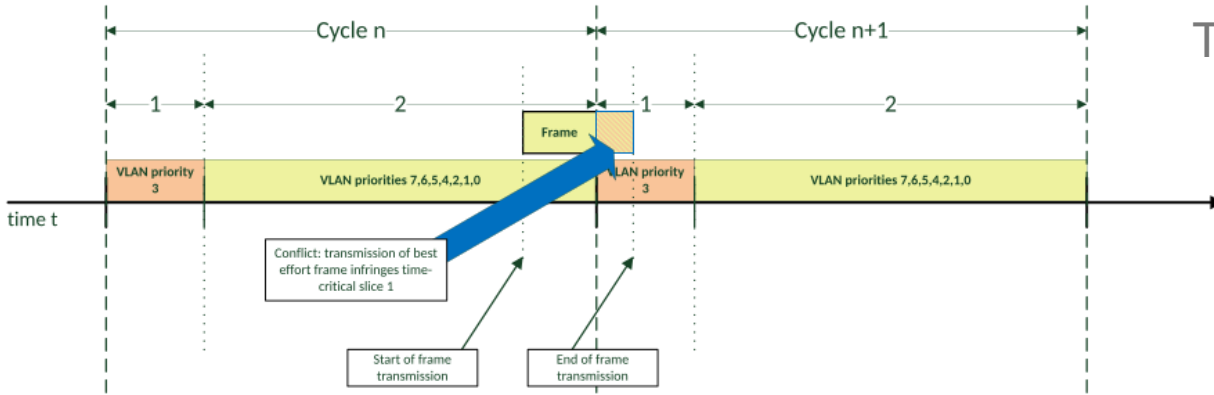 Cycle n
Cycle n+1
T
1
2
1
2
Frame
VLAN priority
3
VLAN priorities 7,6,5,4,2,1,0
VLAN priority
3
VLAN priorities 7,6,5,4,2,1,0
time t
Conflict: transmission of best
effort frame infringes time-
critical slice 1
Start of frame
transmission
End of frame
transmission